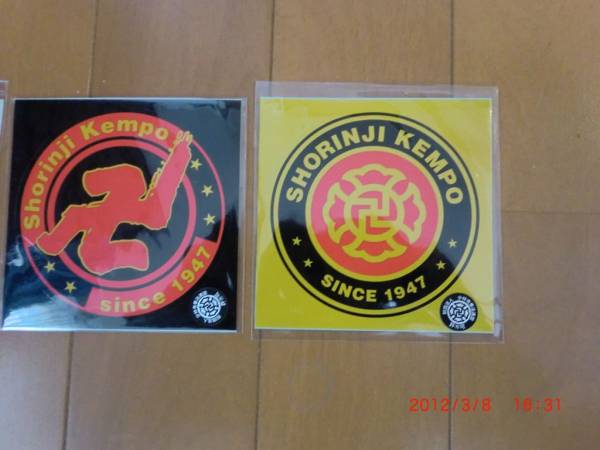 Shorinji Kempo
since 1947
SHORINJI KEMPO
SINCE 1947
2012/3/8 16:31